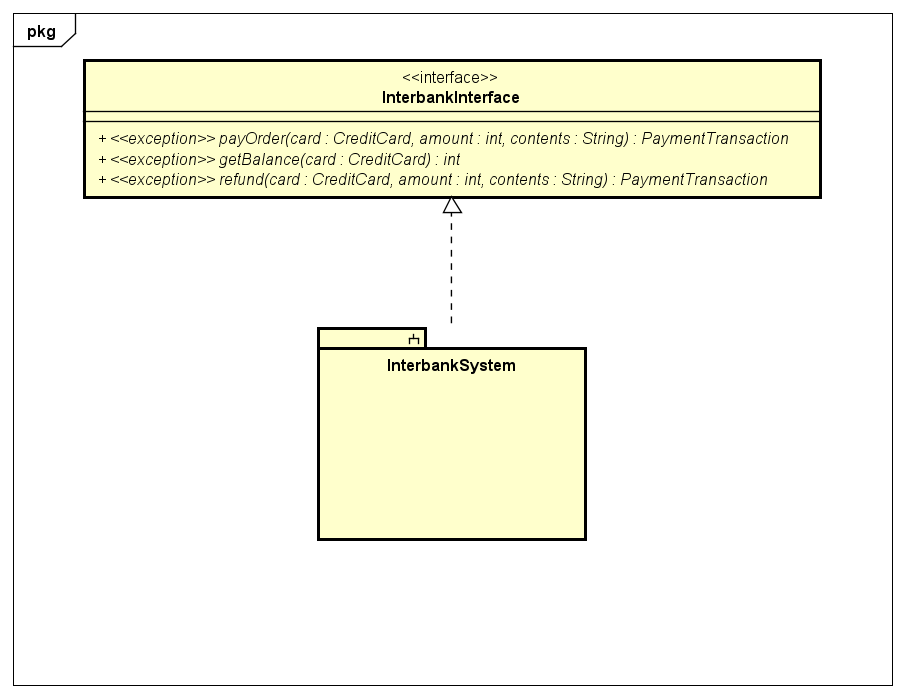 pkg
<<interface>>
InterbankInterface
+ <<exception>> payOrder(card : CreditCard, amount : int, contents : String) : PaymentTransaction
+ <<exception>> getBalance(card : CreditCard) : int
+ <<exception>> refund(card : CreditCard, amount : int, contents : String) : PaymentTransaction
InterbankSystem